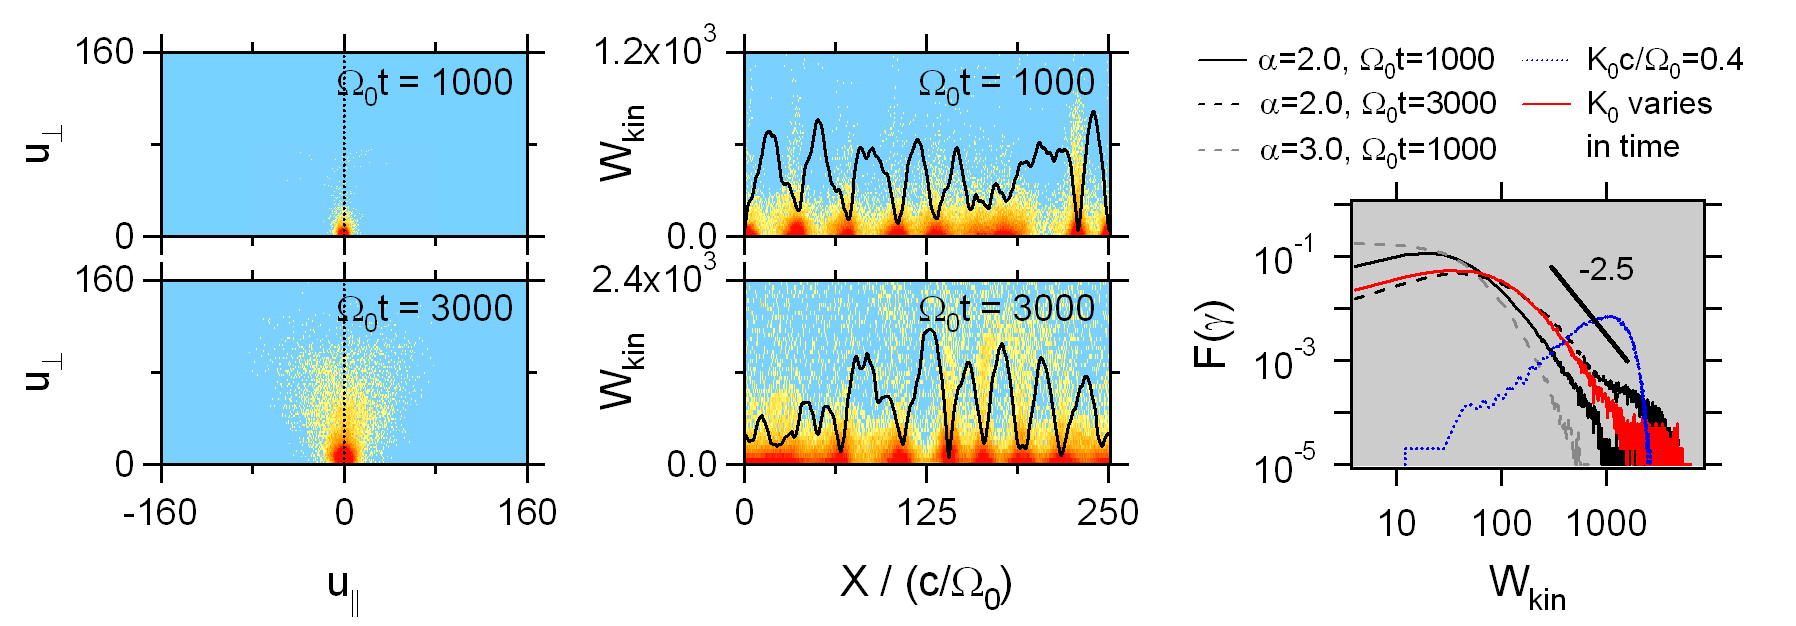 160
Ω₀t = 1000
u⊥
0
160
Ω₀t = 3000
u⊥
0
-160 0 160
u||
1.2x10³
Ω₀t = 1000
Wkin
0.0
2.4x10³
Ω₀t = 3000
Wkin
0.0
0 125 250
X / (c/Ω₀)
α=2.0, Ω₀t=1000
α=2.0, Ω₀t=3000
α=3.0, Ω₀t=1000
K₀c/Ω₀=0.4
K₀ varies
in time
10⁻¹
-2.5
F(γ)
10⁻³
10⁻⁵
10 100 1000
Wkin